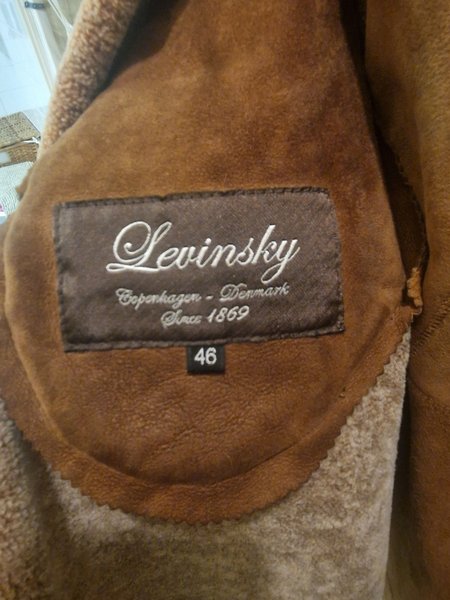 Levinsky
Copenhagen - Denmark
Since 1869
46